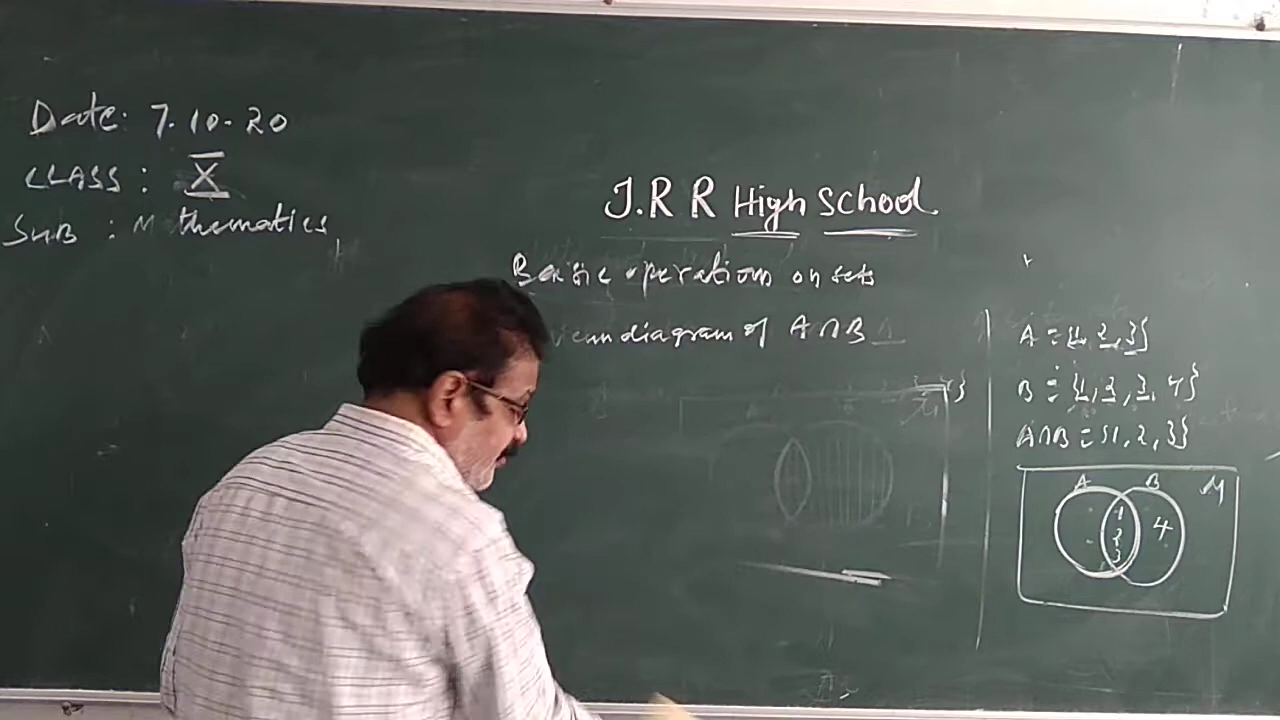 Date: 7.10.20
CLASS: X
SUB: Mathematics
J.R R High School
Basic operations on sets
venn diagram of A∩B
A = {1, 2, 3}
B = {1, 2, 3, 4}
A∩B = {1, 2, 3}
A B μ
1
2
3
4